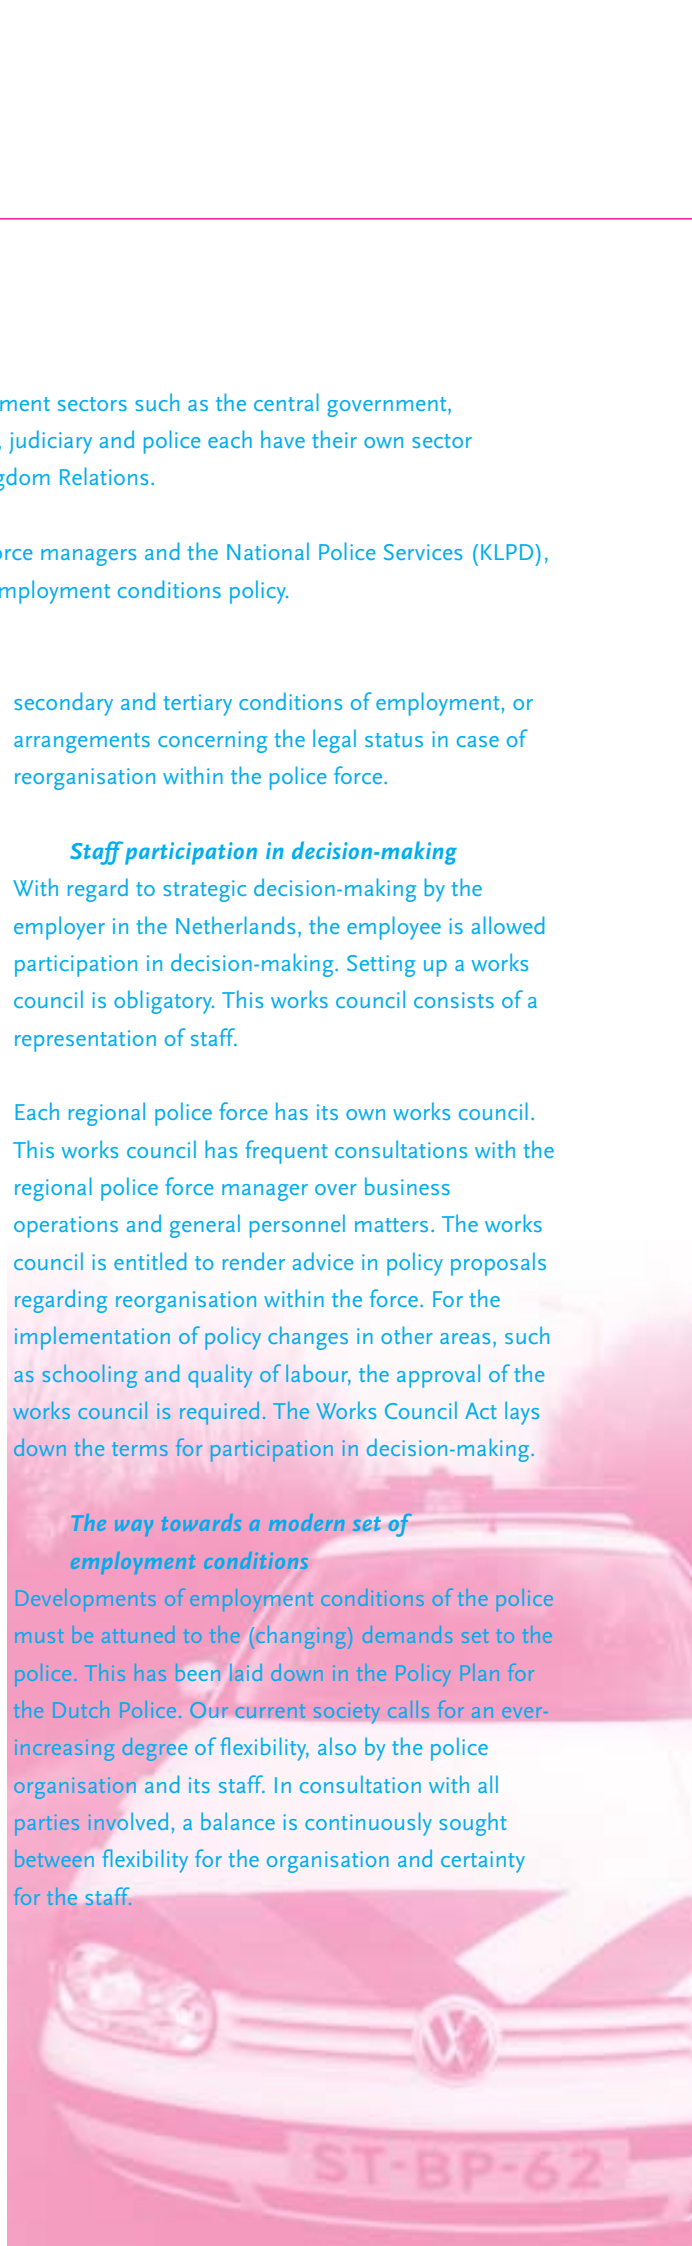 ment sectors such as the central government,
, judiciary and police each have their own sector
gdom Relations.
orce managers and the National Police Services (KLPD),
mployment conditions policy.
secondary and tertiary conditions of employment, or
arrangements concerning the legal status in case of
reorganisation within the police force.
Staff participation in decision-making
With regard to strategic decision-making by the
employer in the Netherlands, the employee is allowed
participation in decision-making. Setting up a works
council is obligatory. This works council consists of a
representation of staff.
Each regional police force has its own works council.
This works council has frequent consultations with the
regional police force manager over business
operations and general personnel matters. The works
council is entitled to render advice in policy proposals
regarding reorganisation within the force. For the
implementation of policy changes in other areas, such
as schooling and quality of labour, the approval of the
works council is required. The Works Council Act lays
down the terms for participation in decision-making.
The way towards a modern set of
employment conditions
Developments of employment conditions of the police
must be attuned to the (changing) demands set to the
police. This has been laid down in the Policy Plan for
the Dutch Police. Our current society calls for an ever-
increasing degree of flexibility, also by the police
organisation and its staff. In consultation with all
parties involved, a balance is continuously sought
between flexibility for the organisation and certainty
for the staff.
ST-BP-62